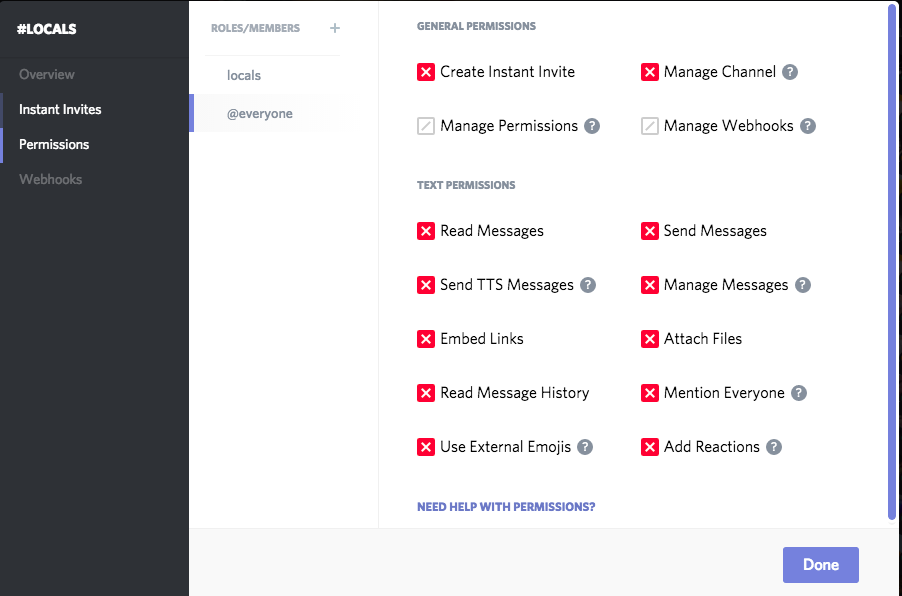 #LOCALS
Overview
Instant Invites
Permissions
Webhooks
ROLES/MEMBERS +
locals
@everyone
GENERAL PERMISSIONS
Create Instant Invite
Manage Channel ?
Manage Permissions ?
Manage Webhooks ?
TEXT PERMISSIONS
Read Messages
Send Messages
Send TTS Messages ?
Manage Messages ?
Embed Links
Attach Files
Read Message History
Mention Everyone ?
Use External Emojis ?
Add Reactions ?
NEED HELP WITH PERMISSIONS?
Done